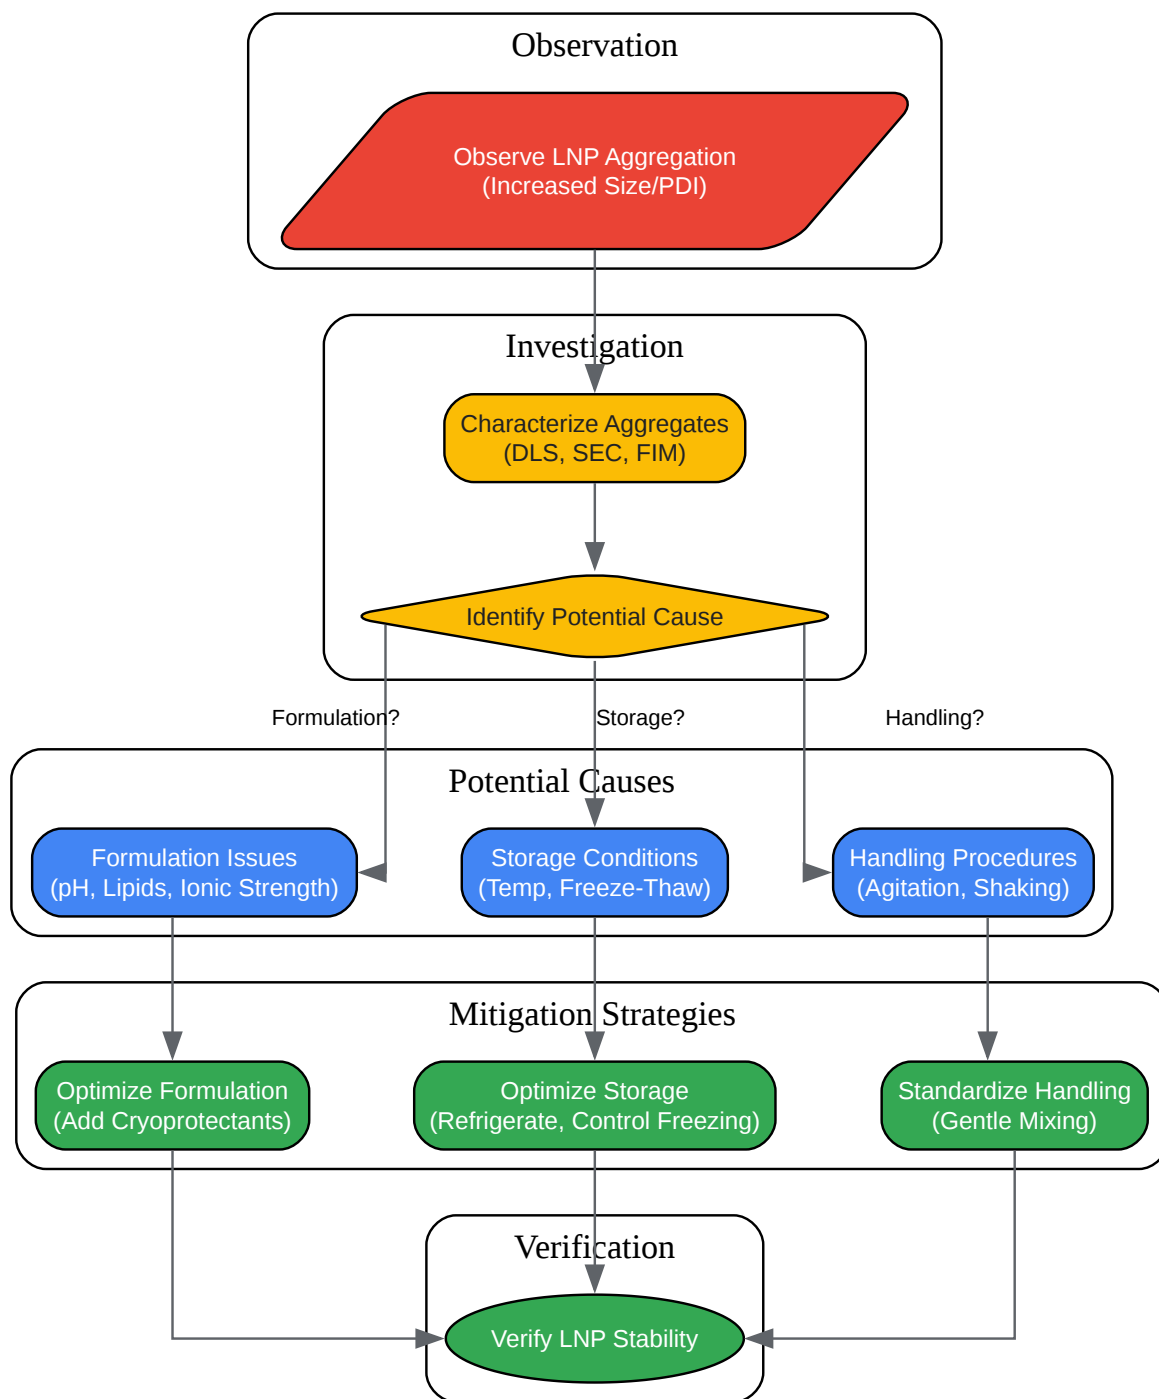 Observation
Observe LNP Aggregation
(Increased Size/PDI)
Investigation
Characterize Aggregates
(DLS, SEC, FIM)
Identify Potential Cause
Formulation?
Storage?
Handling?
Potential Causes
Formulation Issues
(pH, Lipids, Ionic Strength)
Storage Conditions
(Temp, Freeze-Thaw)
Handling Procedures
(Agitation, Shaking)
Mitigation Strategies
Optimize Formulation
(Add Cryoprotectants)
Optimize Storage
(Refrigerate, Control Freezing)
Standardize Handling
(Gentle Mixing)
Verification
Verify LNP Stability